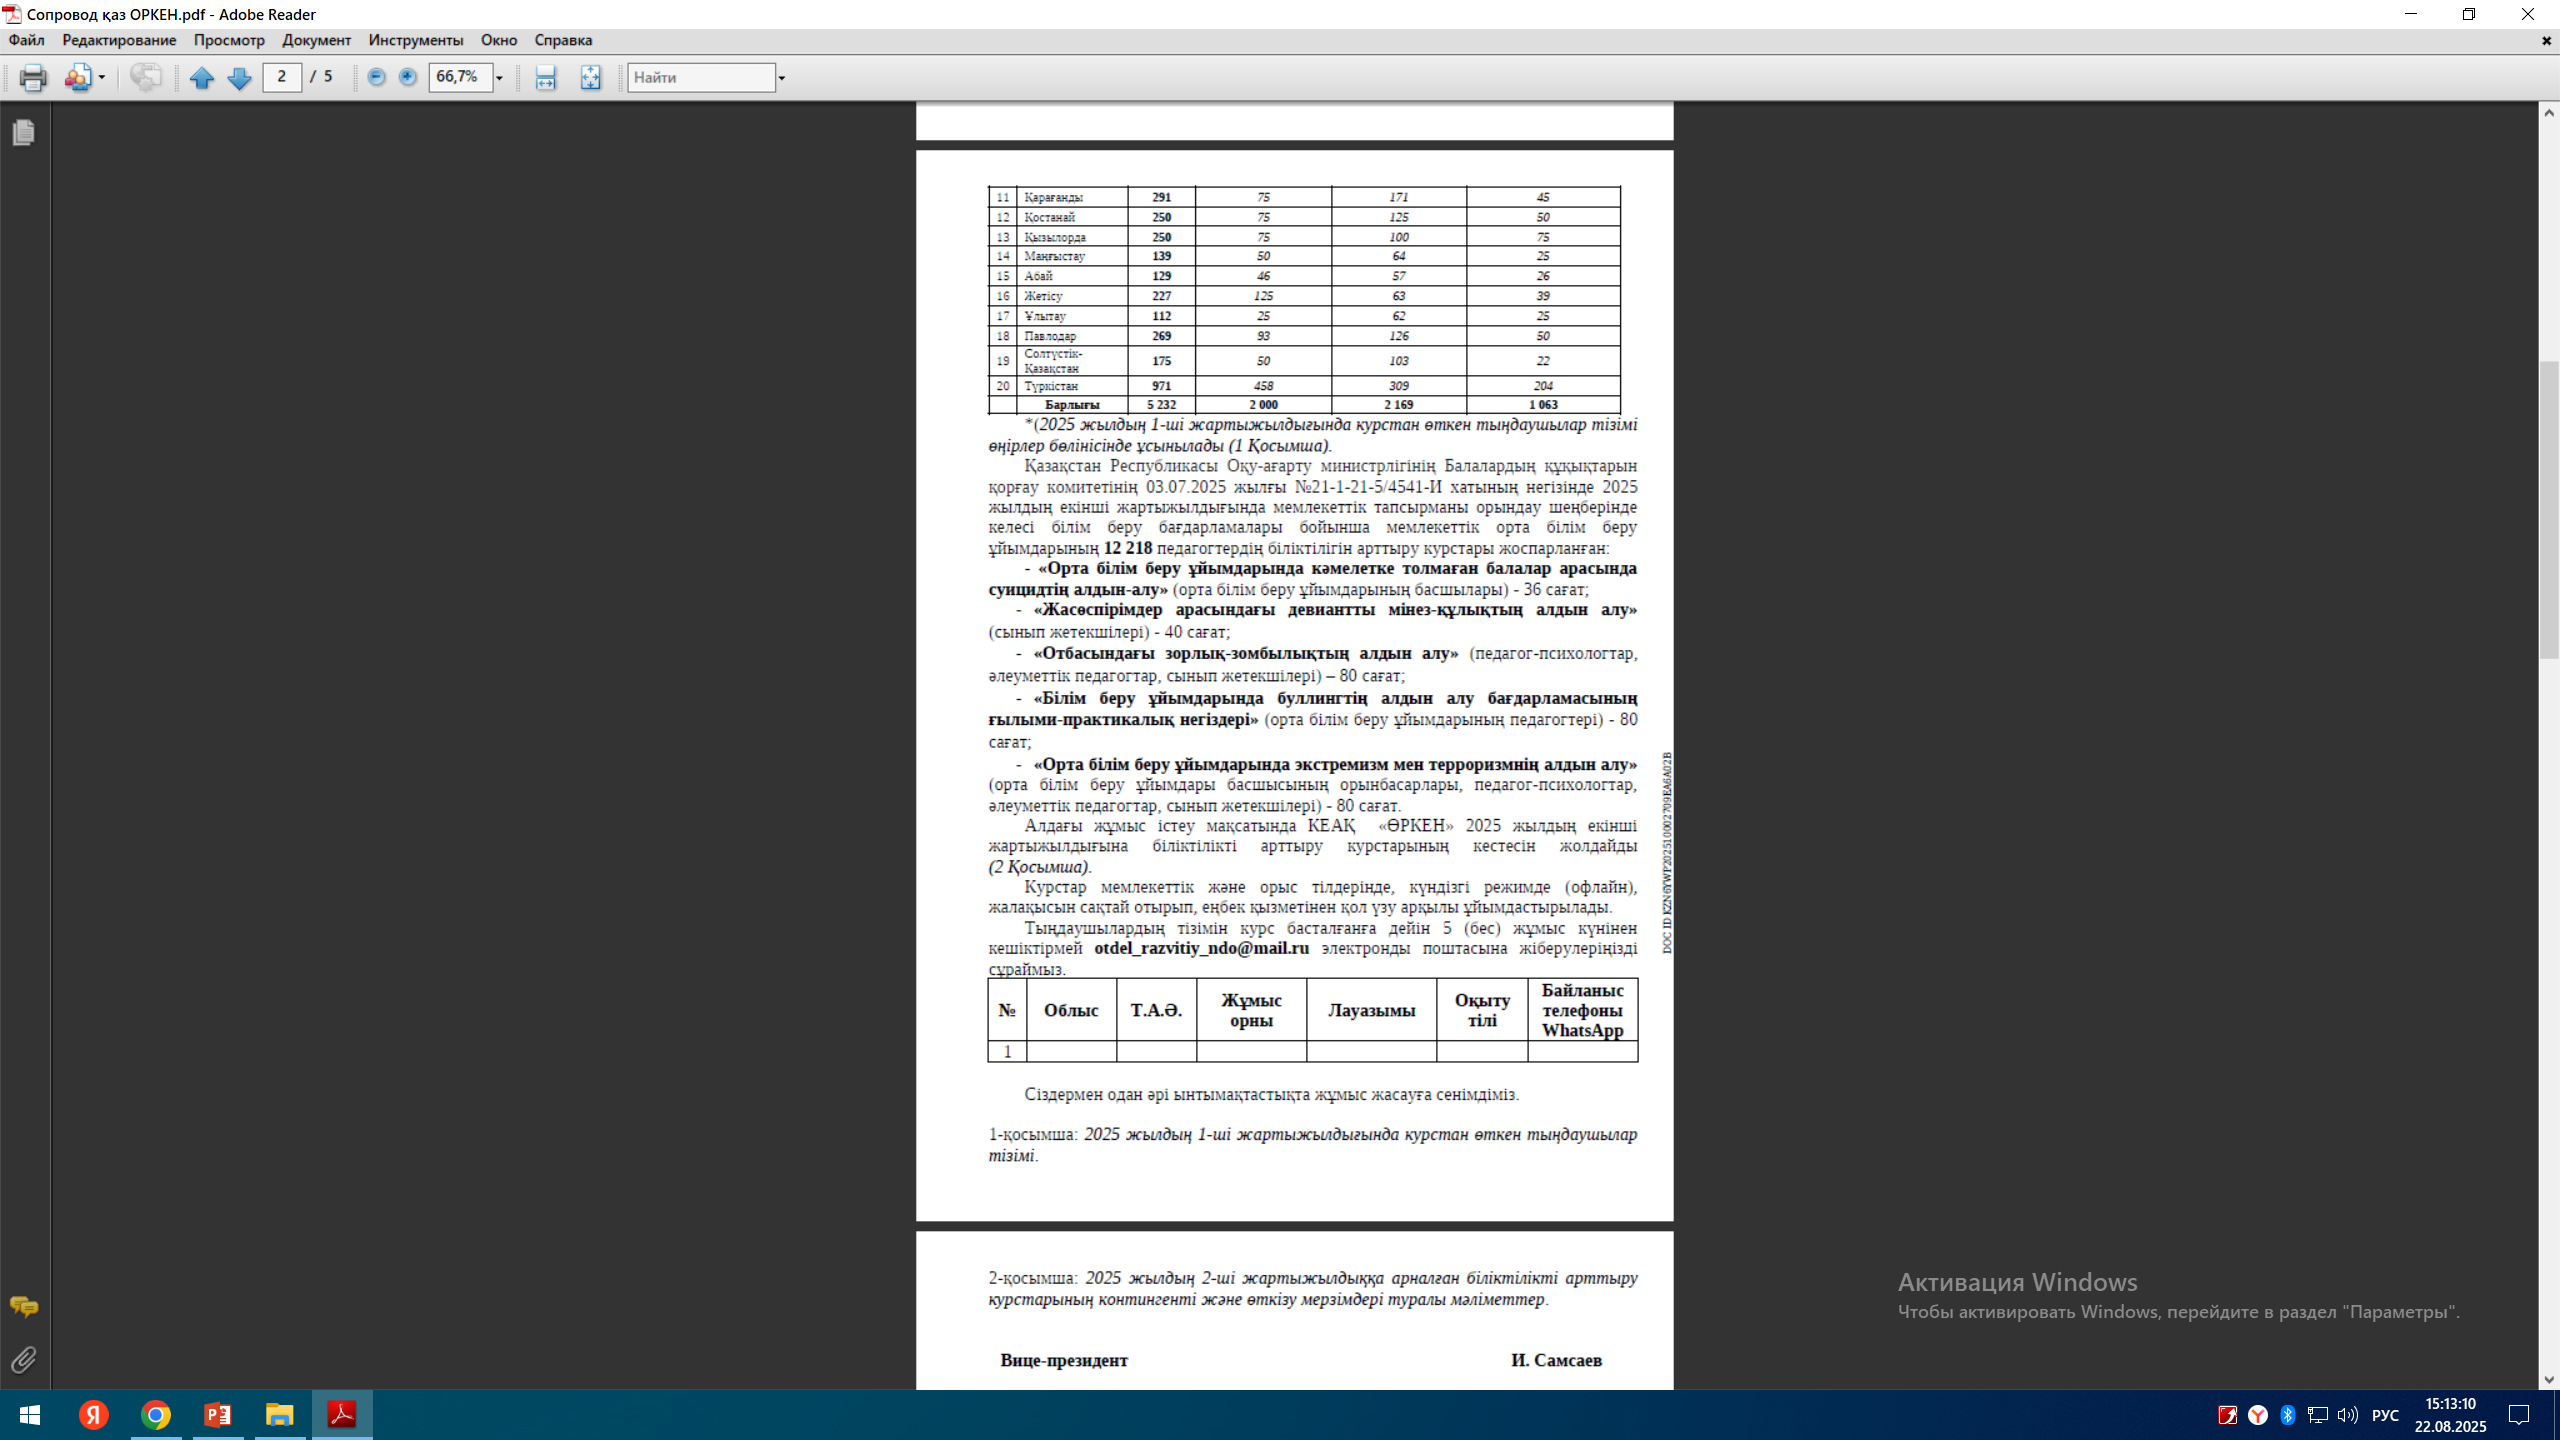 Сопровод қаз ОРКЕН.pdf - Adobe Reader
Файл Редактирование Просмотр Документ Инструменты Окно Справка
2 / 5 66,7% Найти
11 Қарағанды 291 75 171 45
12 Қостанай 250 75 125 50
13 Қызылорда 250 75 100 75
14 Маңғыстау 139 50 64 25
15 Абай 129 46 57 26
16 Жетісу 227 125 63 39
17 Ұлытау 112 25 62 25
18 Павлодар 269 93 126 50
19 Солтүстік-
Қазақстан 175 50 103 22
20 Түркістан 971 458 309 204
Барлығы 5 232 2 000 2 169 1 063
*(2025 жылдың 1-ші жартыжылдығында курстан өткен тыңдаушылар тізімі
өңірлер бөлінісінде ұсынылады (1 Қосымша).
Қазақстан Республикасы Оқу-ағарту министрлігінің Балалардың құқықтарын
қорғау комитетінің 03.07.2025 жылғы №21-1-21-5/4541-И хатының негізінде 2025
жылдың екінші жартыжылдығында мемлекеттік тапсырманы орындау шеңберінде
келесі білім беру бағдарламалары бойынша мемлекеттік орта білім беру
ұйымдарының 12 218 педагогтердің біліктілігін арттыру курстары жоспарланған:
- «Орта білім беру ұйымдарында кәмелетке толмаған балалар арасында
суицидтің алдын-алу» (орта білім беру ұйымдарының басшылары) - 36 сағат;
- «Жасөспірімдер арасындағы девиантты мінез-құлықтың алдын алу»
(сынып жетекшілері) - 40 сағат;
- «Отбасындағы зорлық-зомбылықтың алдын алу» (педагог-психологтар,
әлеуметтік педагогтар, сынып жетекшілері) – 80 сағат;
- «Білім беру ұйымдарында буллингтің алдын алу бағдарламасының
ғылыми-практикалық негіздері» (орта білім беру ұйымдарының педагогтері) - 80
сағат;
- «Орта білім беру ұйымдарында экстремизм мен терроризмнің алдын алу»
(орта білім беру ұйымдары басшысының орынбасарлары, педагог-психологтар,
әлеуметтік педагогтар, сынып жетекшілері) - 80 сағат.
Алдағы жұмыс істеу мақсатында КЕАҚ «ӨРКЕН» 2025 жылдың екінші
жартыжылдығына біліктілікті арттыру курстарының кестесін жолдайды
(2 Қосымша).
Курстар мемлекеттік және орыс тілдерінде, күндізгі режимде (офлайн),
жалақысын сақтай отырып, еңбек қызметінен қол үзу арқылы ұйымдастырылады.
Тыңдаушылардың тізімін курс басталғанға дейін 5 (бес) жұмыс күнінен
кешіктірмей otdel_razvitiy_ndo@mail.ru электронды поштасына жіберулеріңізді
сұраймыз.
№ Облыс Т.А.Ә. Жұмыс орны Лауазымы Оқыту тілі Байланыс телефоны WhatsApp
1
Сіздермен одан әрі ынтымақтастықта жұмыс жасауға сенімдіміз.
1-қосымша: 2025 жылдың 1-ші жартыжылдығында курстан өткен тыңдаушылар
тізімі.
DOC ID KZN6YWP202510002709EA6A02B
2-қосымша: 2025 жылдың 2-ші жартыжылдыққа арналған біліктілікті арттыру
курстарының контингенті және өткізу мерзімдері туралы мәліметтер.
Вице-президент И. Самсаев
Активация Windows
Чтобы активировать Windows, перейдите в раздел "Параметры".
РУС 15:13:10
22.08.2025